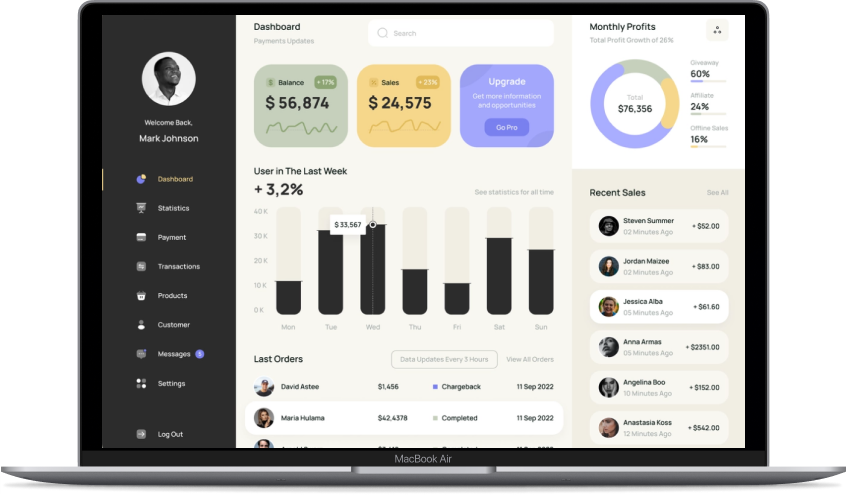 Welcome Back,
Mark Johnson
Dashboard
Statistics
Payment
Transactions
Products
Customer
Messages 5
Settings
Log Out
Dashboard
Payments Updates
Search
Balance +17%
$ 56,874
Sales +23%
$ 24,575
Upgrade
Get more information
and opportunities
Go Pro
User in The Last Week
+ 3,2%
See statistics for all time
40 K
30 K
20 K
10 K
0 K
$ 33,567
Mon Tue Wed Thu Fri Sat Sun
Last Orders
Data Updates Every 3 Hours
View All Orders
David Astee $1,456 Chargeback 11 Sep 2022
Maria Hulama $42,4378 Completed 11 Sep 2022
Monthly Profits
Total Profit Growth of 26%
Total
$76,356
Giveaway
60%
Affiliate
24%
Offline Sales
16%
Recent Sales
See All
Steven Summer
02 Minutes Ago
+ $52.00
Jordan Maizee
02 Minutes Ago
+ $83.00
Jessica Alba
05 Minutes Ago
+ $61.60
Anna Armas
05 Minutes Ago
+ $2351.00
Angelina Boo
10 Minutes Ago
+ $152.00
Anastasia Koss
12 Minutes Ago
+ $542.00
MacBook Air